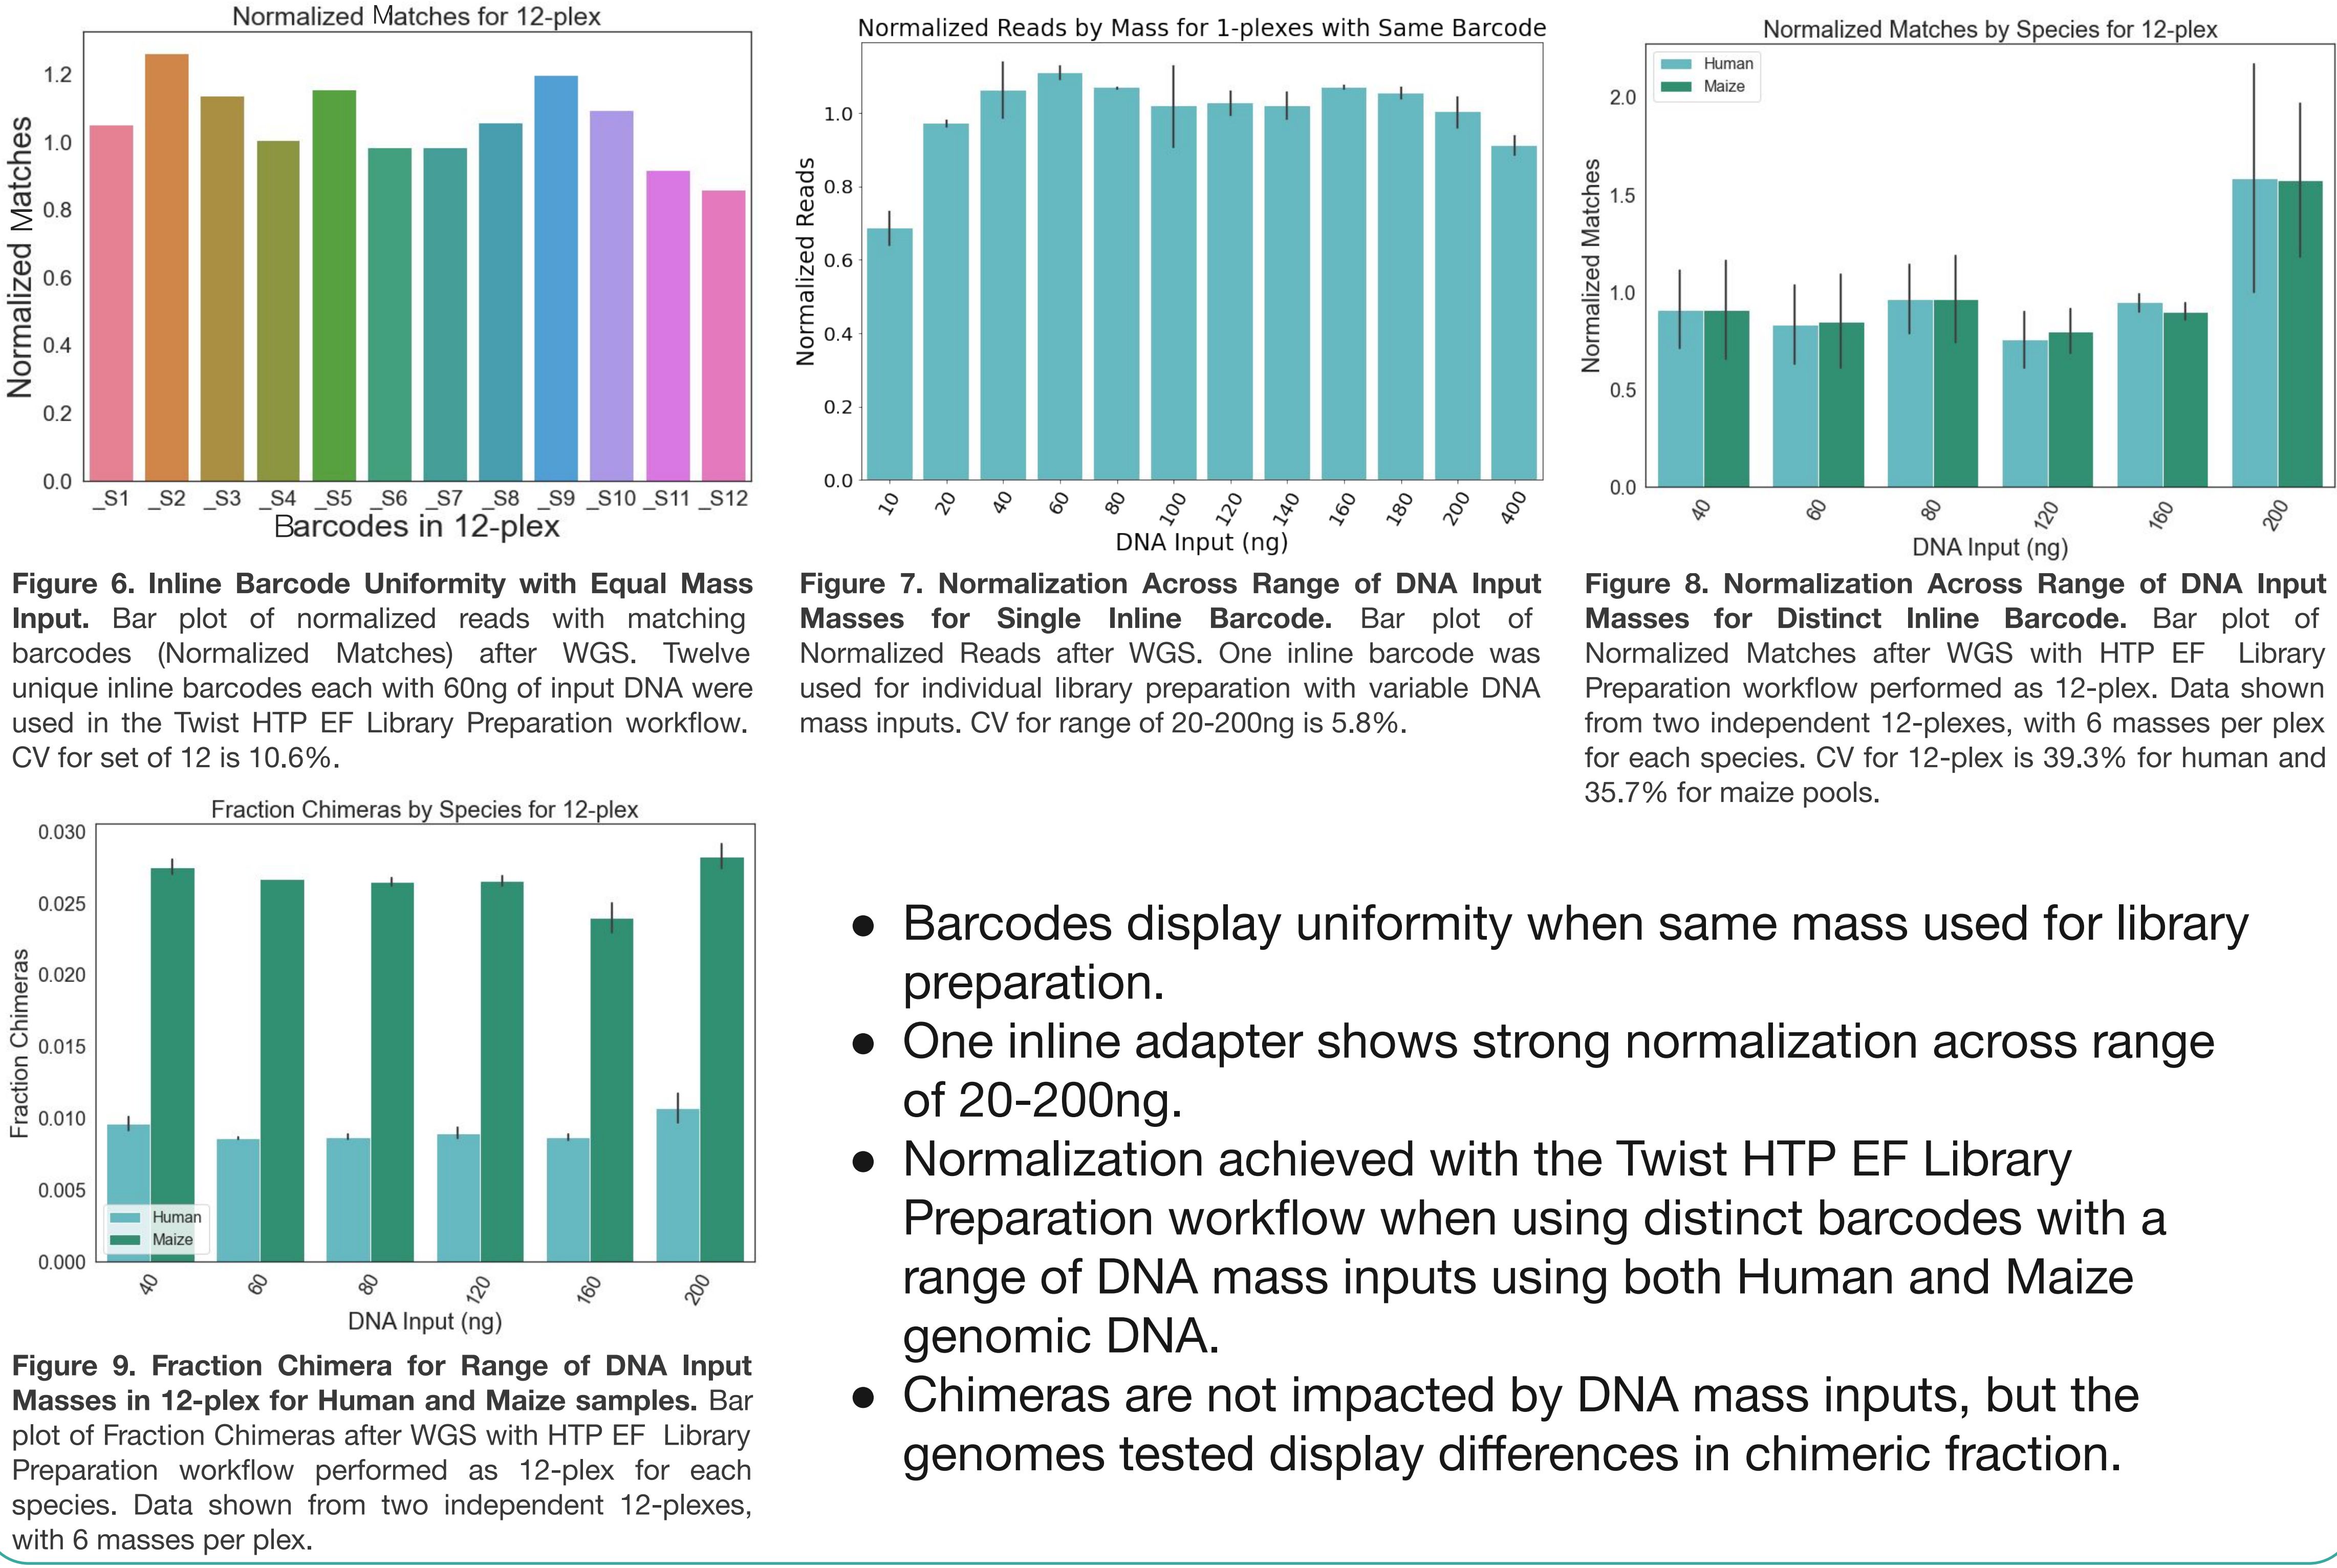 Normalized Matches for 12-plex
Normalized Matches
1.2
1.0
0.8
0.6
0.4
0.2
0.0
_S1 _S2 _S3 _S4 _S5 _S6 _S7 _S8 _S9 _S10 _S11 _S12
Barcodes in 12-plex
Figure 6. Inline Barcode Uniformity with Equal Mass
Input. Bar plot of normalized reads with matching
barcodes (Normalized Matches) after WGS. Twelve
unique inline barcodes each with 60ng of input DNA were
used in the Twist HTP EF Library Preparation workflow.
CV for set of 12 is 10.6%.
Normalized Reads by Mass for 1-plexes with Same Barcode
Normalized Reads
1.0
0.8
0.6
0.4
0.2
0.0
10 20 40 60 80 100 120 140 160 180 200 400
DNA Input (ng)
Figure 7. Normalization Across Range of DNA Input
Masses for Single Inline Barcode. Bar plot of
Normalized Reads after WGS. One inline barcode was
used for individual library preparation with variable DNA
mass inputs. CV for range of 20-200ng is 5.8%.
Normalized Matches by Species for 12-plex
Human
Maize
Normalized Matches
2.0
1.5
1.0
0.5
0.0
40 60 80 120 160 200
DNA Input (ng)
Figure 8. Normalization Across Range of DNA Input
Masses for Distinct Inline Barcode. Bar plot of
Normalized Matches after WGS with HTP EF Library
Preparation workflow performed as 12-plex. Data shown
from two independent 12-plexes, with 6 masses per plex
for each species. CV for 12-plex is 39.3% for human and
35.7% for maize pools.
Fraction Chimeras by Species for 12-plex
Fraction Chimeras
0.030
0.025
0.020
0.015
0.010
0.005
0.000
Human
Maize
40 60 80 120 160 200
DNA Input (ng)
Figure 9. Fraction Chimera for Range of DNA Input
Masses in 12-plex for Human and Maize samples. Bar
plot of Fraction Chimeras after WGS with HTP EF Library
Preparation workflow performed as 12-plex for each
species. Data shown from two independent 12-plexes,
with 6 masses per plex.
● Barcodes display uniformity when same mass used for library
preparation.
● One inline adapter shows strong normalization across range
of 20-200ng.
● Normalization achieved with the Twist HTP EF Library
Preparation workflow when using distinct barcodes with a
range of DNA mass inputs using both Human and Maize
genomic DNA.
● Chimeras are not impacted by DNA mass inputs, but the
genomes tested display differences in chimeric fraction.